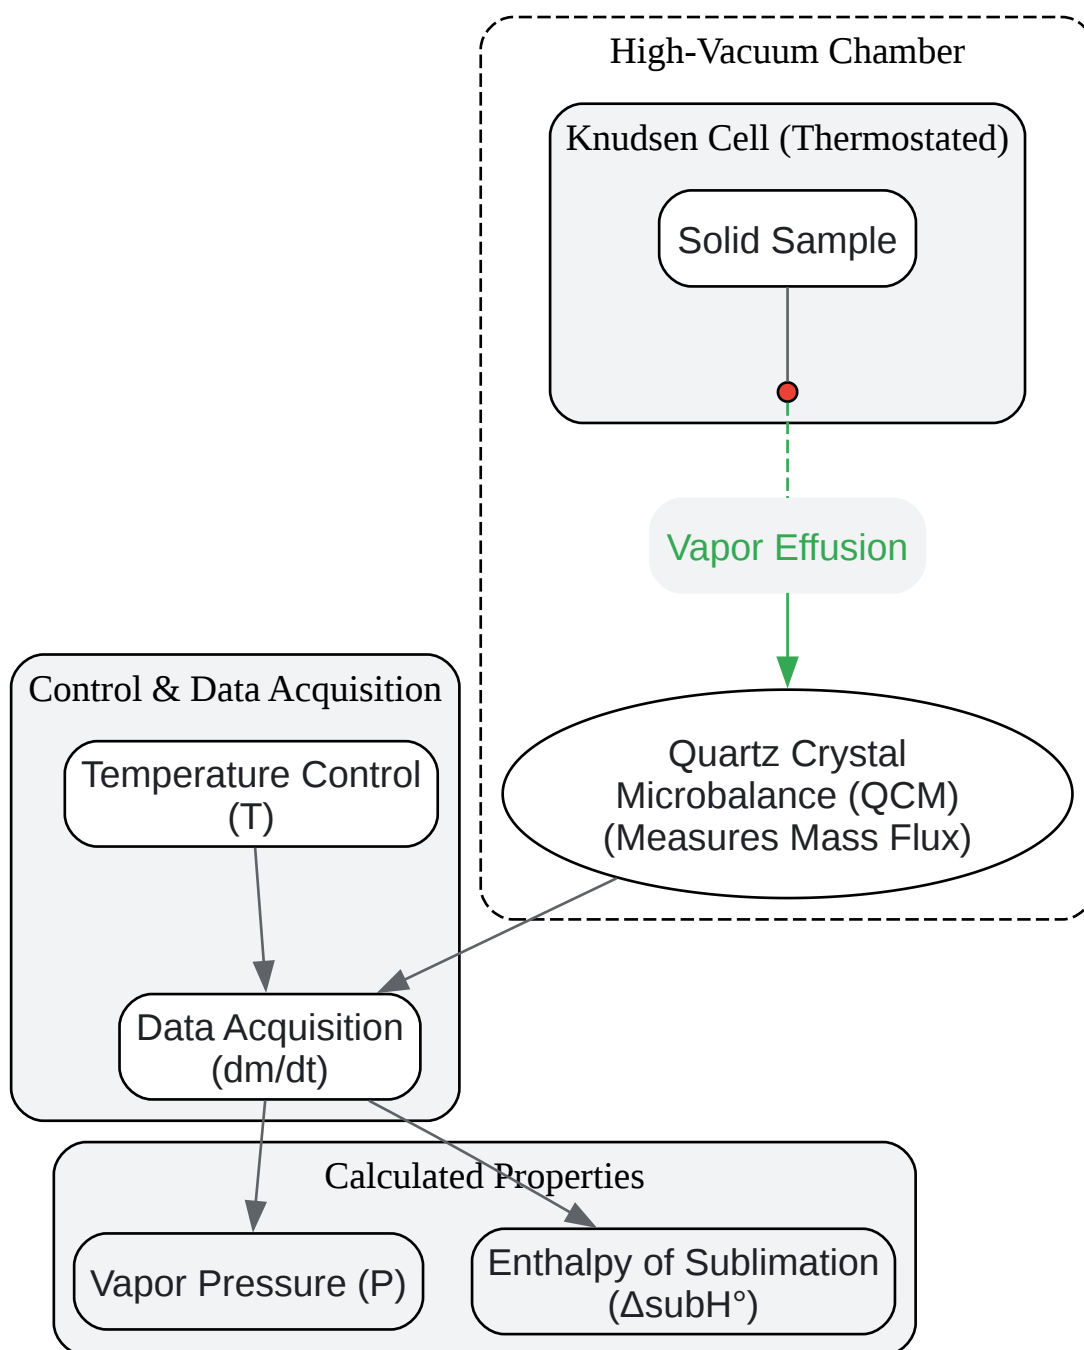 High-Vacuum Chamber
Knudsen Cell (Thermostated)
Solid Sample
Vapor Effusion
Quartz Crystal
Microbalance (QCM)
(Measures Mass Flux)
Control & Data Acquisition
Temperature Control
(T)
Data Acquisition
(dm/dt)
Calculated Properties
Vapor Pressure (P)
Enthalpy of Sublimation
(ΔsubH°)